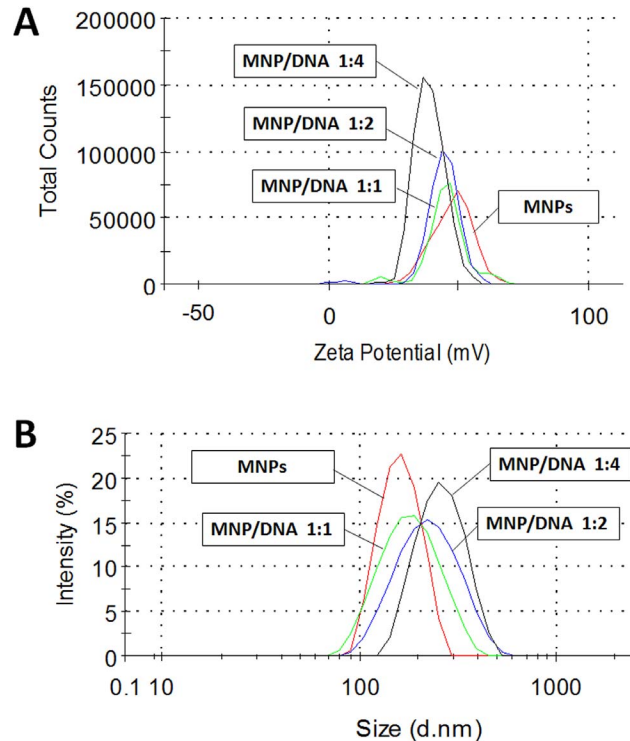 A
200000
150000
100000
50000
0
Total Counts
MNP/DNA 1:4
MNP/DNA 1:2
MNP/DNA 1:1
MNPs
-50
0
100
Zeta Potential (mV)
B
25
20
15
10
5
0
Intensity (%)
MNPs
MNP/DNA 1:4
MNP/DNA 1:1
MNP/DNA 1:2
0.1 10
100
1000
Size (d.nm)